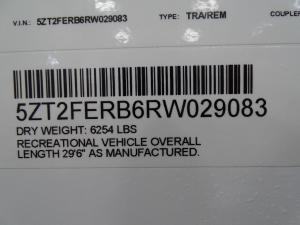 V.I.N.: 5ZT2FERB6RW029083 TYPE: TRA/REM COUPLER
5ZT2FERB6RW029083
DRY WEIGHT: 6254 LBS
RECREATIONAL VEHICLE OVERALL
LENGTH 29'6" AS MANUFACTURED.